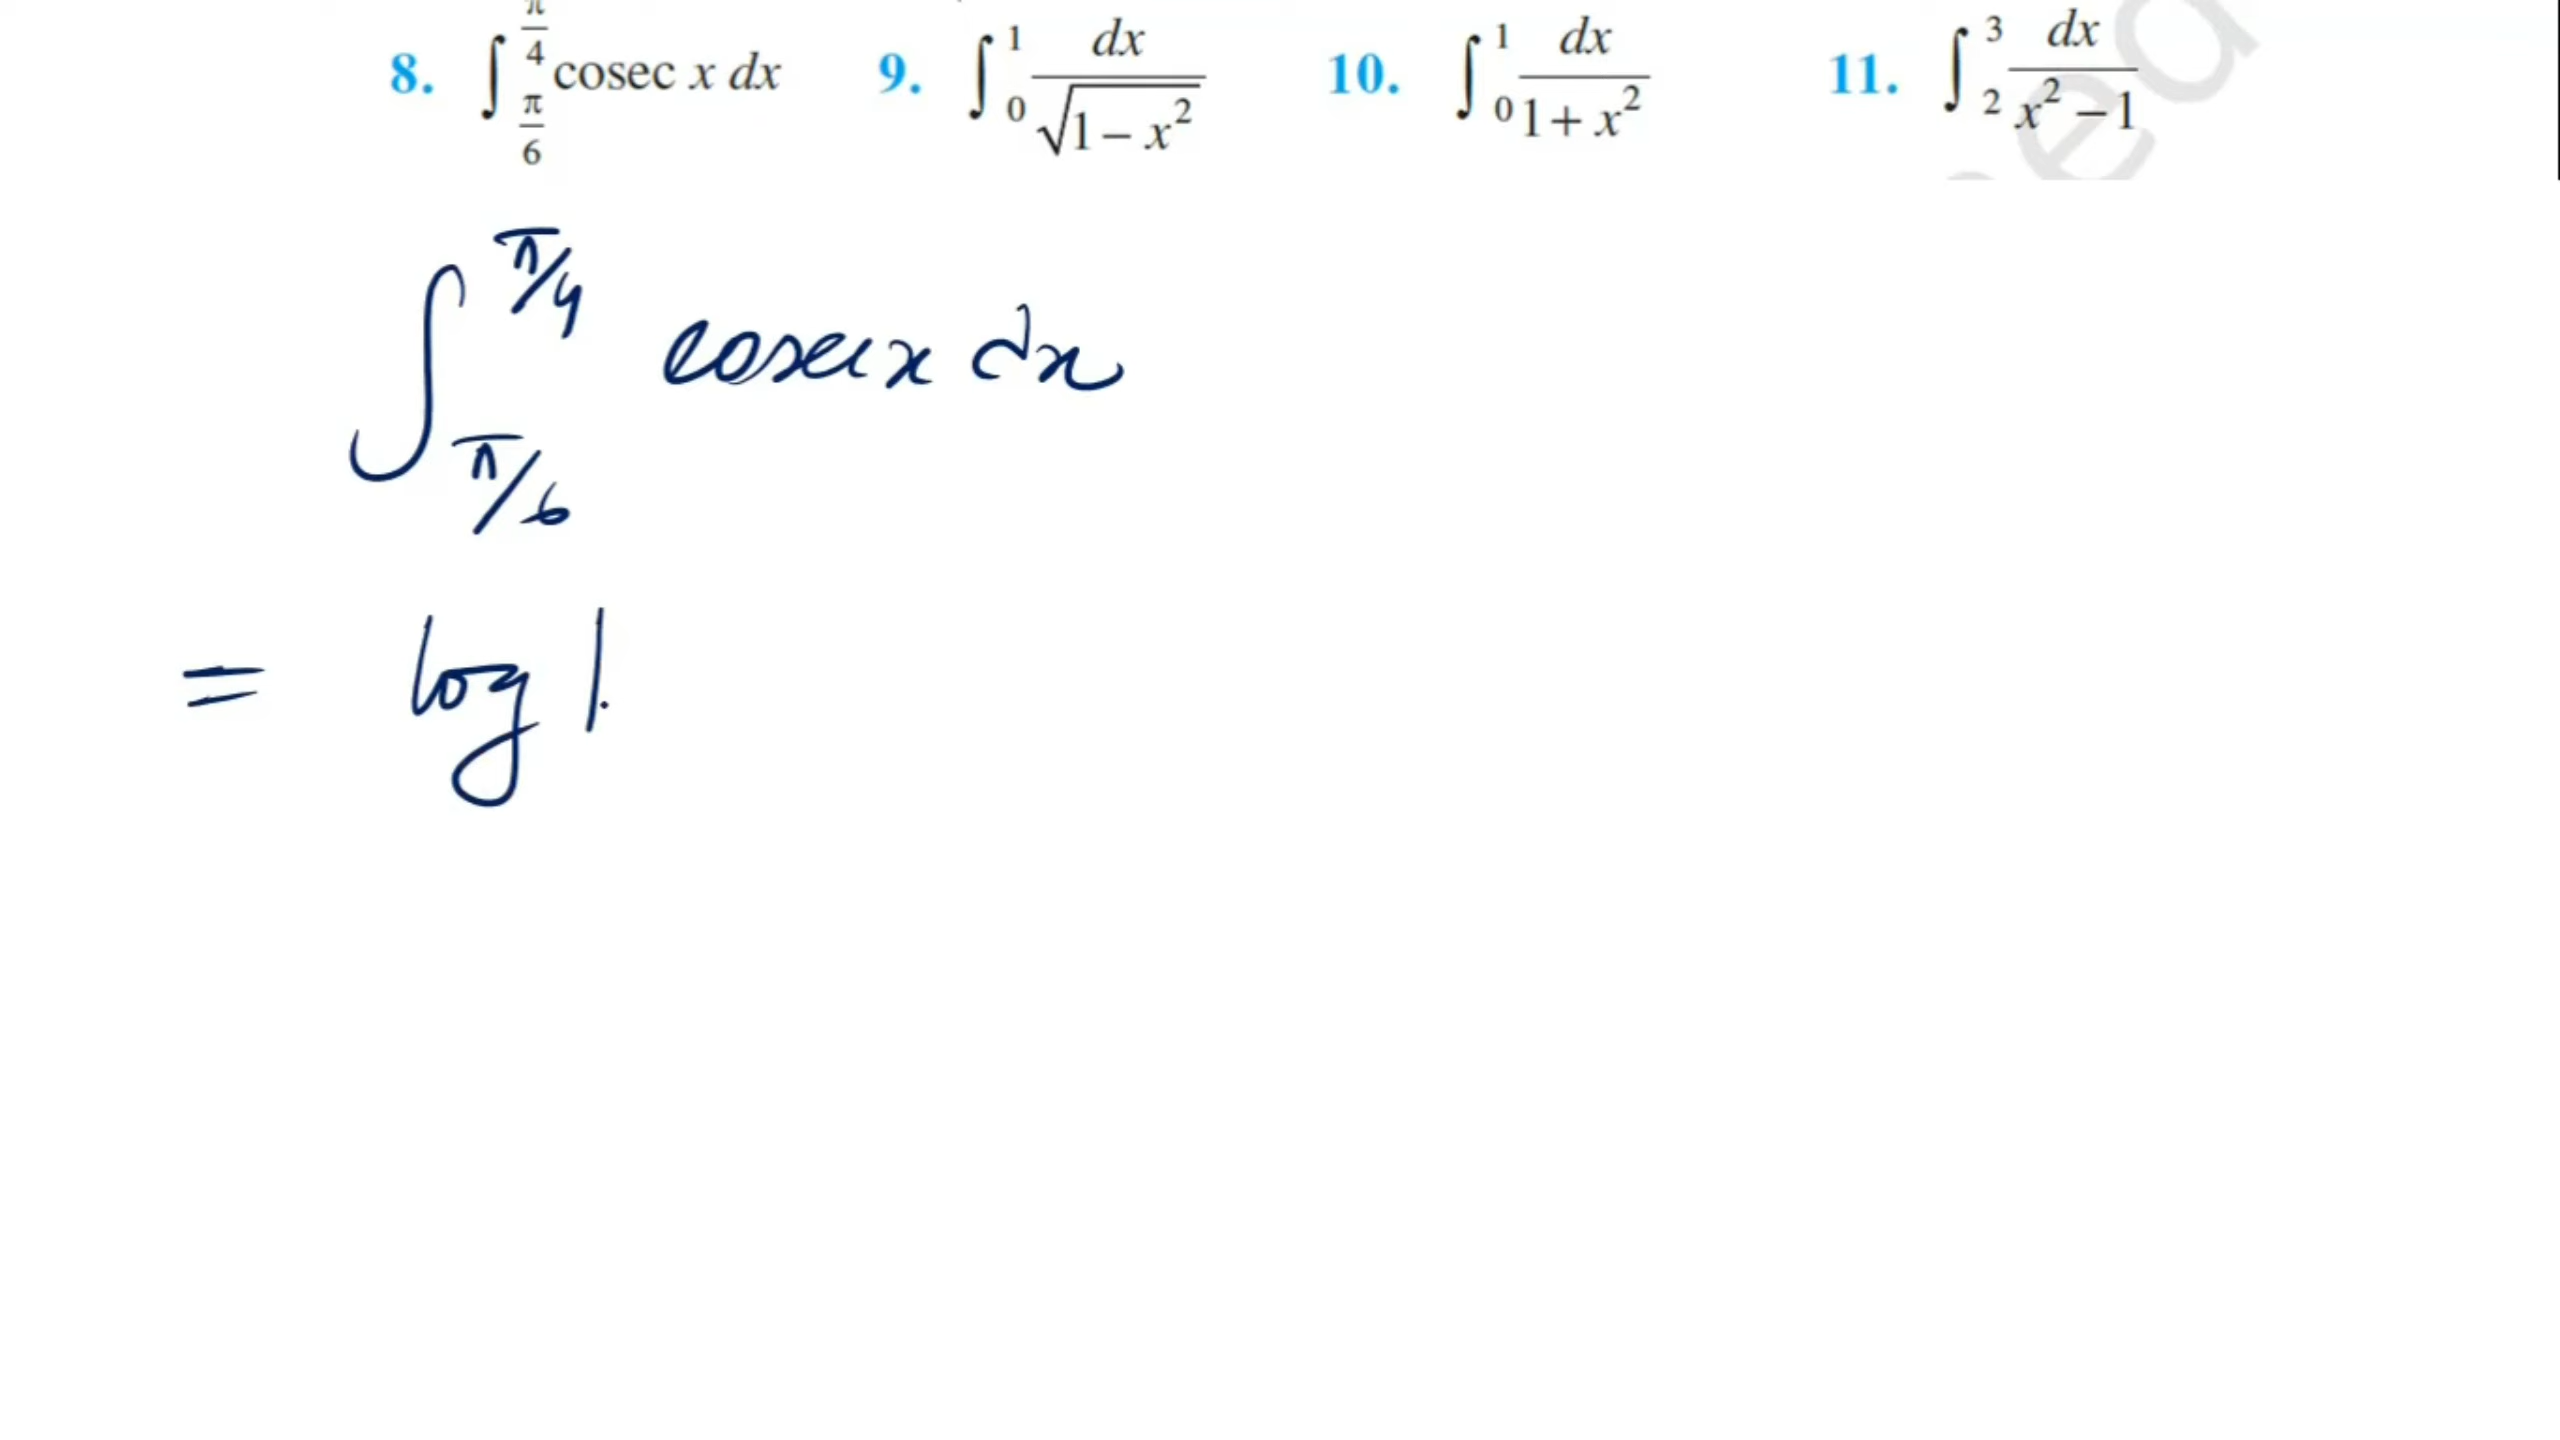 8. ∫_{π/6}^{π/4} cosec x dx 9. ∫_0^1 dx/√(1 – x²) 10. ∫_0^1 dx/(1 + x²) 11. ∫_2^3 dx/(x² – 1)
∫_{π/6}^{π/4} cosec x dx
= log |.